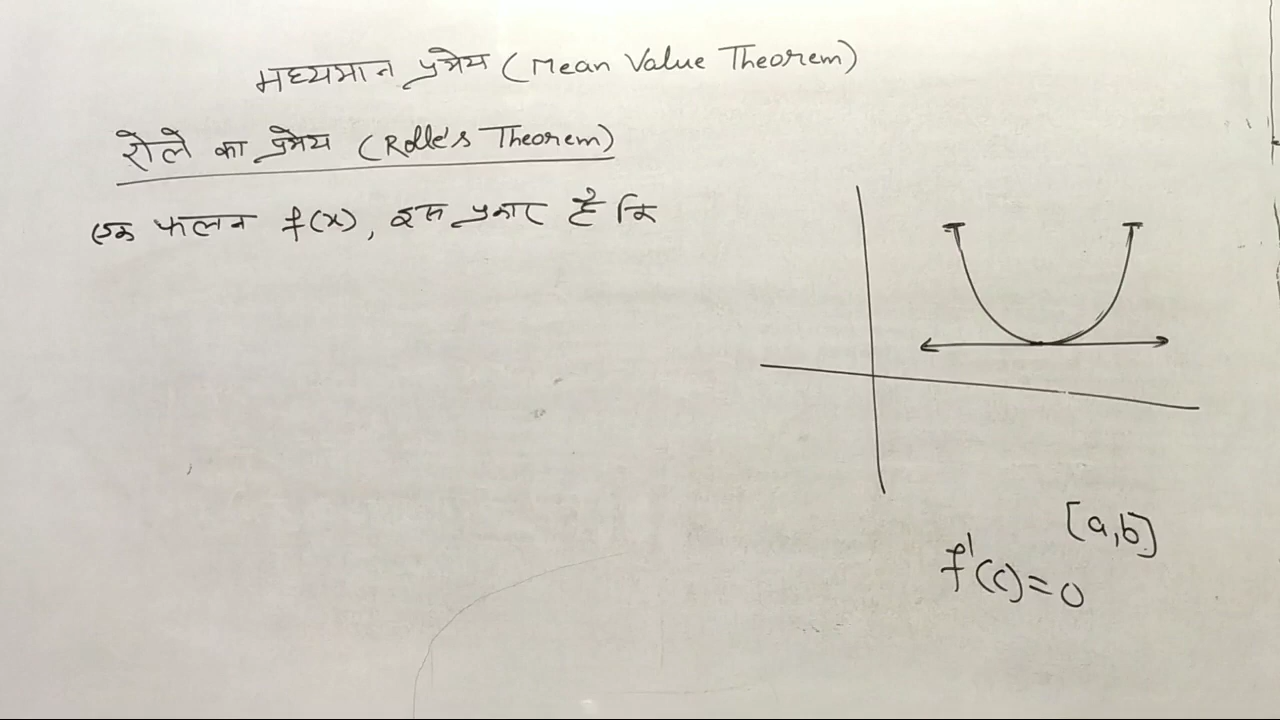 मध्यमान प्रमेय (Mean Value Theorem)
रोले का प्रमेय (Rolle's Theorem)
एक फलन f(x), इस प्रकार है कि
[a,b]
f'(c)=0